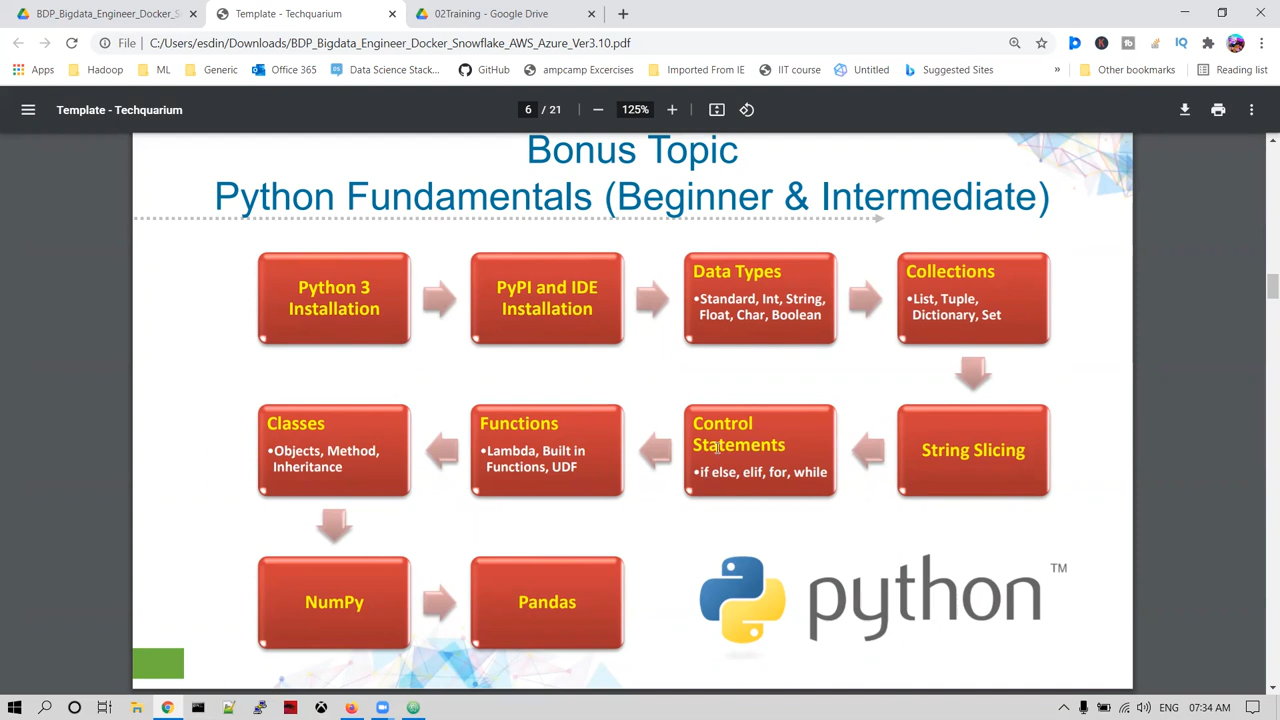 BDP_Bigdata_Engineer_Docker_S
Template - Techquarium
02Training - Google Drive
File
C:/Users/esdin/Downloads/BDP_Bigdata_Engineer_Docker_Snowflake_AWS_Azure_Ver3.10.pdf
Apps
Hadoop
ML
Generic
Office 365
Data Science Stack...
GitHub
ampcamp Excercises
Imported From IE
IIT course
Untitled
Suggested Sites
»
Other bookmarks
Reading list
Template - Techquarium
6 / 21
125%
Bonus Topic
Python Fundamentals (Beginner & Intermediate)
Python 3
Installation
PyPI and IDE
Installation
Data Types
•Standard, Int, String,
Float, Char, Boolean
Collections
•List, Tuple,
Dictionary, Set
String Slicing
Control
Statements
•if else, elif, for, while
Functions
•Lambda, Built in
Functions, UDF
Classes
•Objects, Method,
Inheritance
NumPy
Pandas
python TM
ENG
07:34 AM